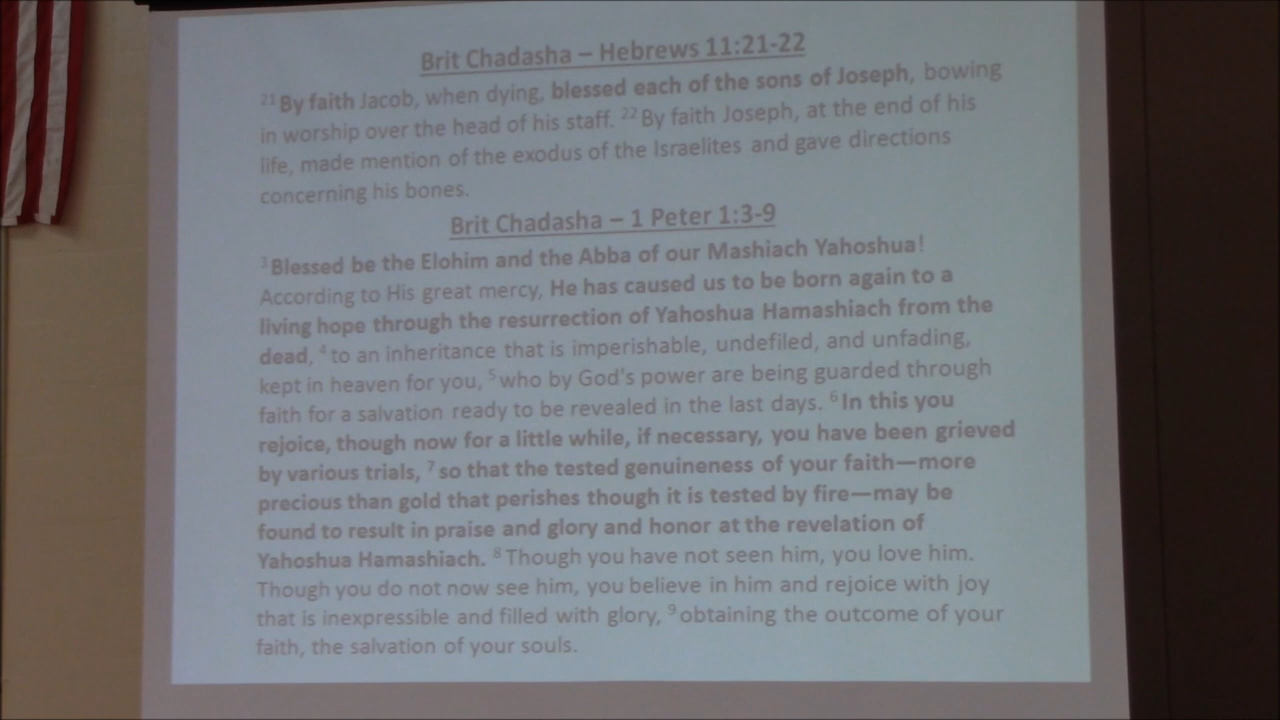 Brit Chadasha – Hebrews 11:21-22
21 By faith Jacob, when dying, blessed each of the sons of Joseph, bowing
in worship over the head of his staff. 22 By faith Joseph, at the end of his
life, made mention of the exodus of the Israelites and gave directions
concerning his bones.
Brit Chadasha – 1 Peter 1:3-9
3 Blessed be the Elohim and the Abba of our Mashiach Yahoshua!
According to His great mercy, He has caused us to be born again to a
living hope through the resurrection of Yahoshua Hamashiach from the
dead, 4 to an inheritance that is imperishable, undefiled, and unfading,
kept in heaven for you, 5 who by God's power are being guarded through
faith for a salvation ready to be revealed in the last days. 6 In this you
rejoice, though now for a little while, if necessary, you have been grieved
by various trials, 7 so that the tested genuineness of your faith—more
precious than gold that perishes though it is tested by fire—may be
found to result in praise and glory and honor at the revelation of
Yahoshua Hamashiach. 8 Though you have not seen him, you love him.
Though you do not now see him, you believe in him and rejoice with joy
that is inexpressible and filled with glory, 9 obtaining the outcome of your
faith, the salvation of your souls.